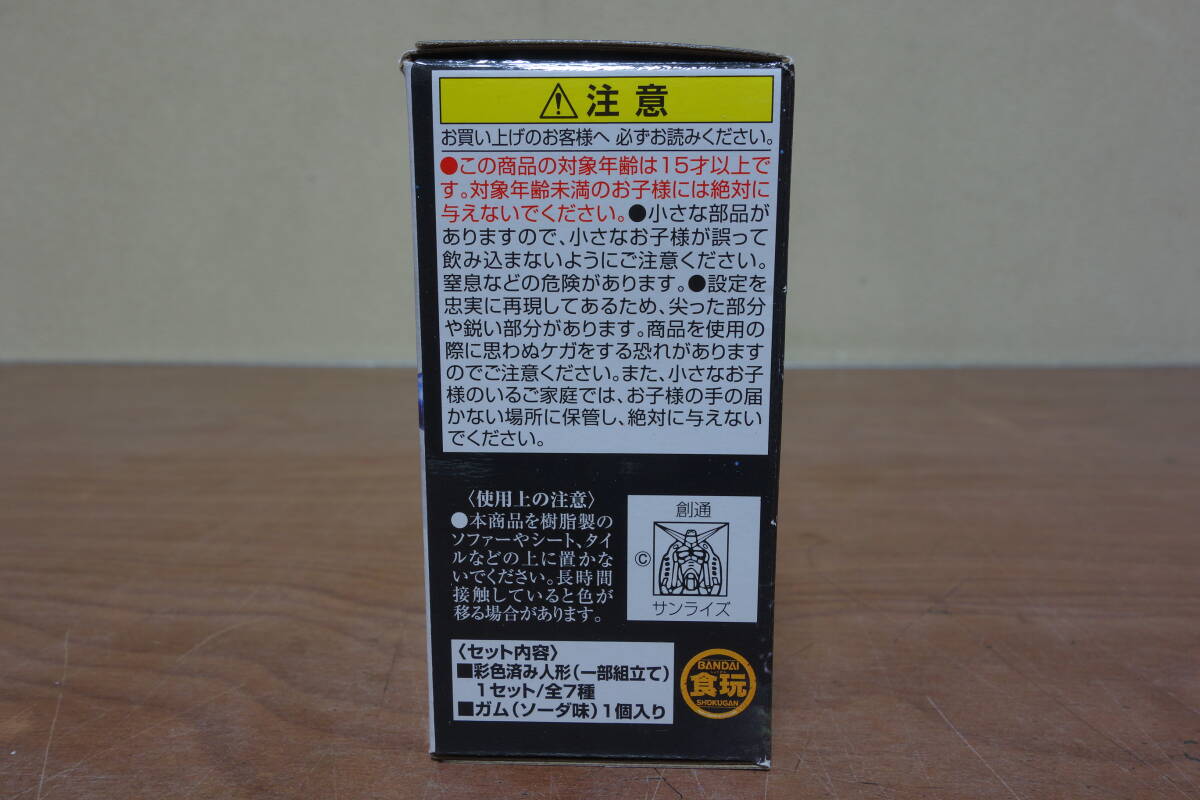 注意
お買い上げのお客様へ 必ずお読みください。
●この商品の対象年齢は15才以上で
す。対象年齢未満のお子様には絶対に
与えないでください。●小さな部品が
ありますので、小さなお子様が誤って
飲み込まないようにご注意ください。
窒息などの危険があります。●設定を
忠実に再現してあるため、尖った部分
や鋭い部分があります。商品を使用の
際に思わぬケガをする恐れがあります
のでご注意ください。また、小さなお子
様のいるご家庭では、お子様の手の届
かない場所に保管し、絶対に与えない
でください。
〈使用上の注意〉
●本商品を樹脂製の
ソファーやシート、タイ
ルなどの上に置かな
いでください。長時間
接触していると色が
移る場合があります。
創通
©
サンライズ
〈セット内容〉
■彩色済み人形（一部組立て）
1セット/全7種
■ガム（ソーダ味）1個入り
BANDAI
食玩
SHOKUGAN